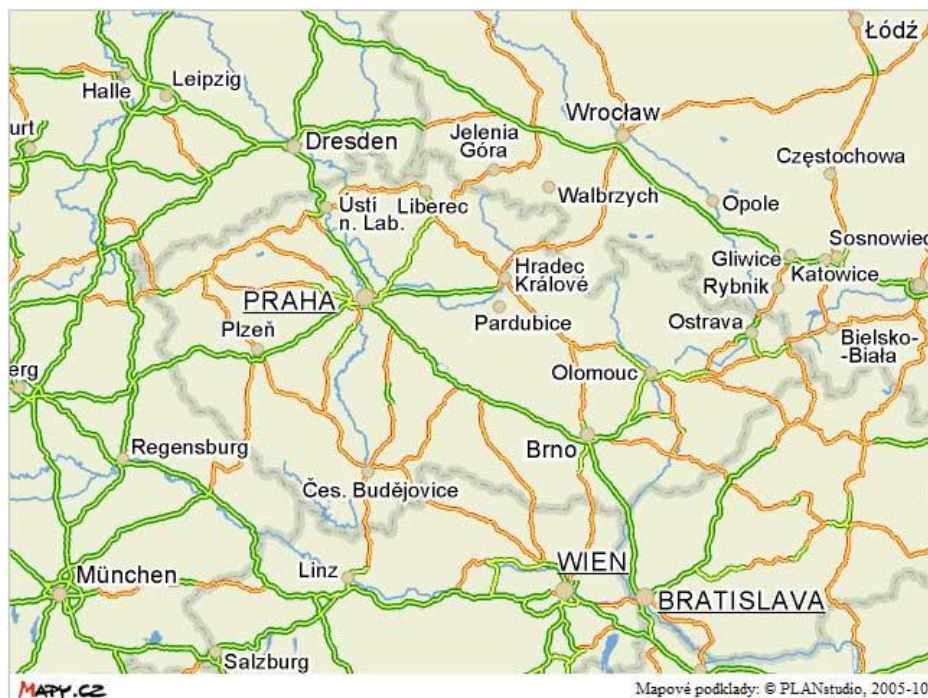 Łódź
Leipzig
Halle
Wrocław
urt
Dresden
Jelenia
Góra
Częstochowa
Walbrzych
Opole
Ústí
n. Lab.
Liberec
Sosnowiec
Gliwice
Katowice
Hradec
Králové
Rybnik
PRAHA
Pardubice
Plzeň
Ostrava
Bielsko-
-Biała
Olomouc
erg
Regensburg
Brno
Čes. Budějovice
München
Linz
WIEN
BRATISLAVA
Salzburg
MAPY.CZ
Mapové podklady: © PLANstudio, 2005-10